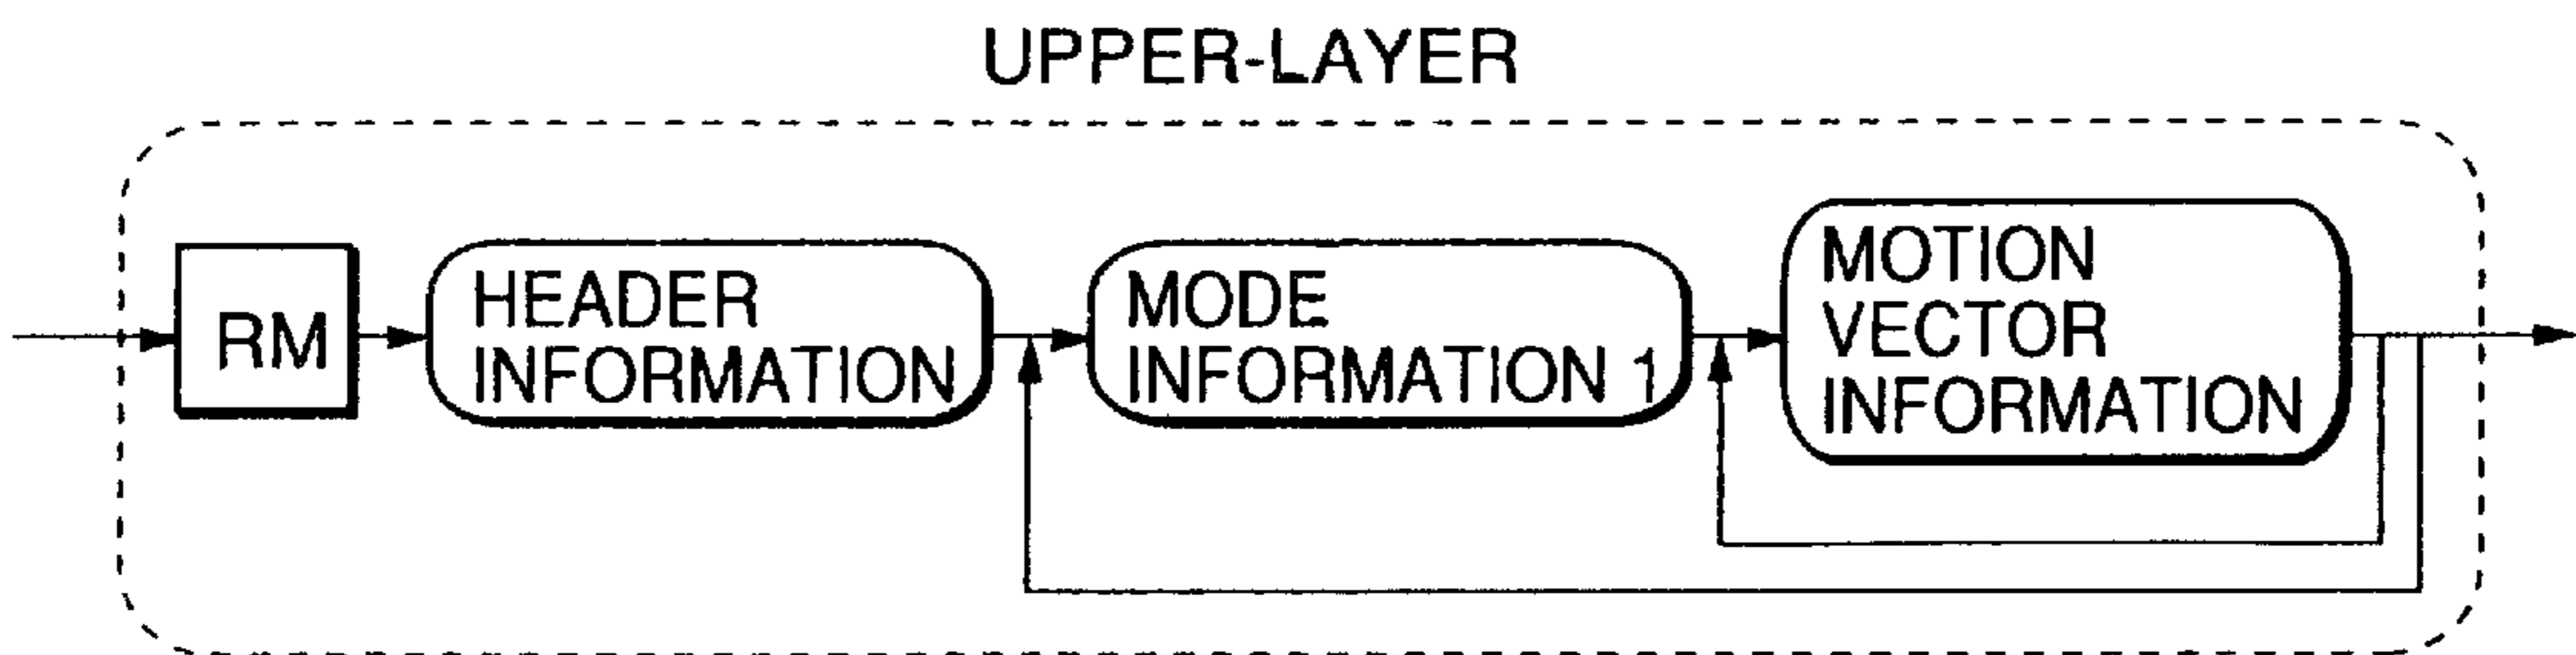 UPPER-LAYER
RM
HEADER
INFORMATION
MODE
INFORMATION 1
MOTION
VECTOR
INFORMATION